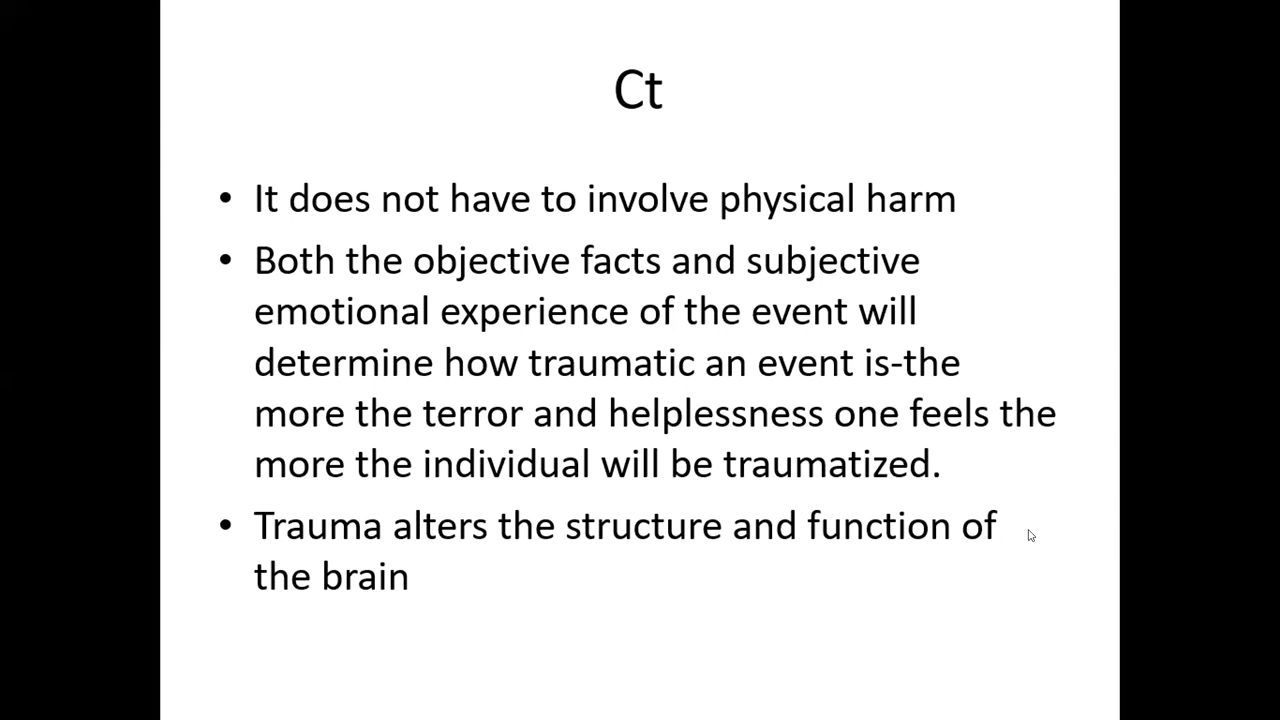 Ct
• It does not have to involve physical harm
• Both the objective facts and subjective
emotional experience of the event will
determine how traumatic an event is-the
more the terror and helplessness one feels the
more the individual will be traumatized.
• Trauma alters the structure and function of
the brain